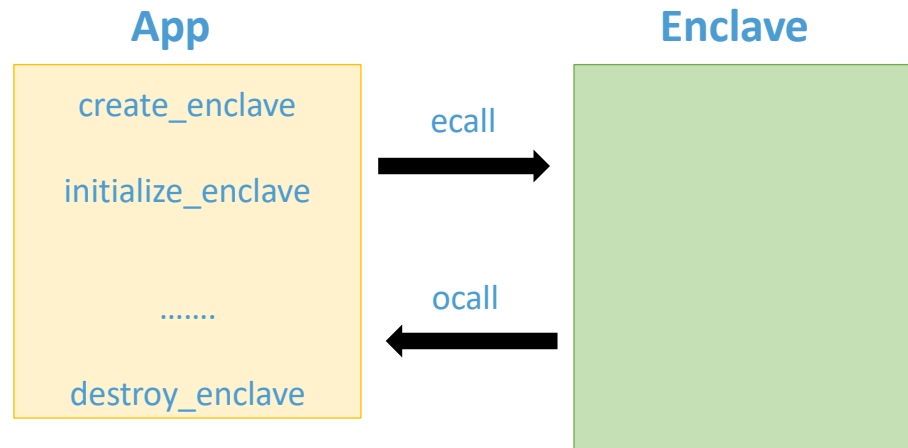 App
Enclave
create_enclave
ecall
initialize_enclave
.......
ocall
destroy_enclave